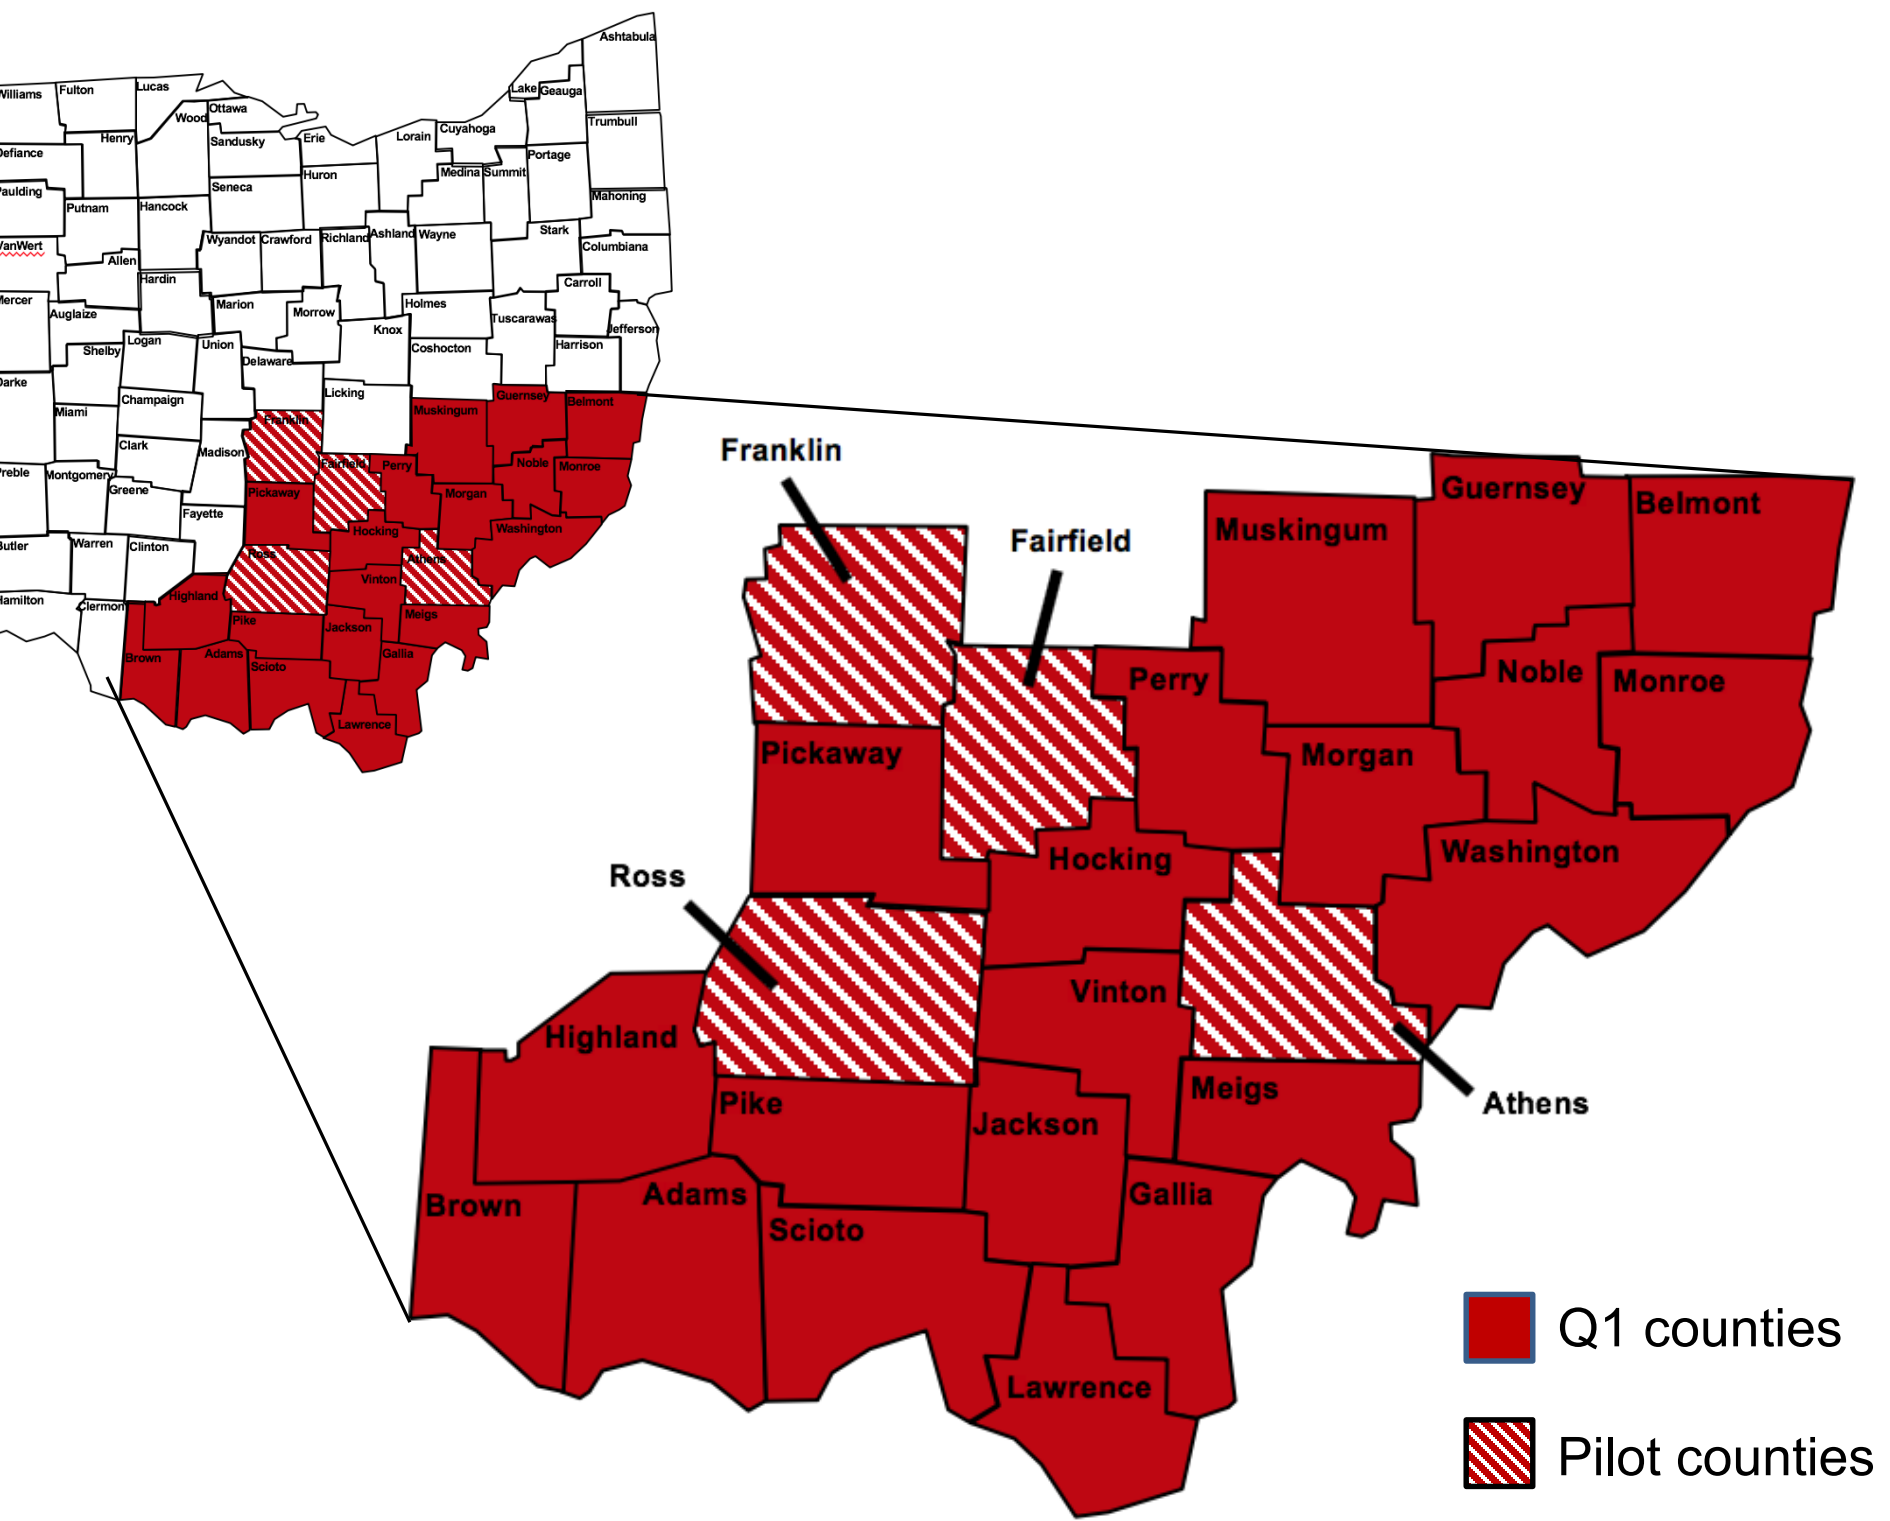 Ashtabula
Lake
Geauga
Williams
Fulton
Lucas
Ottawa
Wood
Trumbull
Cuyahoga
Lorain
Erie
Henry
Sandusky
Defiance
Portage
Medina
Summit
Huron
Seneca
Paulding
Mahoning
Putnam
Hancock
Stark
Ashland
Wayne
Richland
Wyandot
Crawford
VanWert
Columbiana
Allen
Hardin
Carroll
Mercer
Marion
Holmes
Auglaize
Morrow
Tuscarawas
Knox
Jefferson
Logan
Union
Harrison
Coshocton
Shelby
Delaware
Darke
Licking
Guernsey
Champaign
Belmont
Miami
Muskingum
Franklin
Clark
Madison
Fairfield
Perry
Noble
Monroe
Preble
Montgomery
Greene
Pickaway
Morgan
Fayette
Washington
Hocking
Butler
Warren
Clinton
Ross
Athens
Vinton
Highland
Hamilton
Clermont
Meigs
Pike
Jackson
Brown
Adams
Gallia
Scioto
Lawrence
Franklin
Fairfield
Guernsey
Belmont
Muskingum
Perry
Noble
Monroe
Pickaway
Morgan
Hocking
Washington
Ross
Vinton
Highland
Meigs
Pike
Athens
Jackson
Brown
Adams
Gallia
Scioto
Lawrence
Q1 counties
Pilot counties